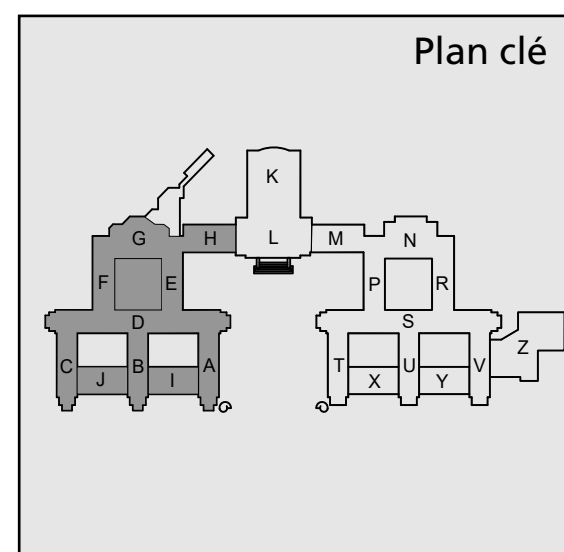 Plan clé
K
G H L M N
F E P R
D S
Z
C B A T U V
J I X Y